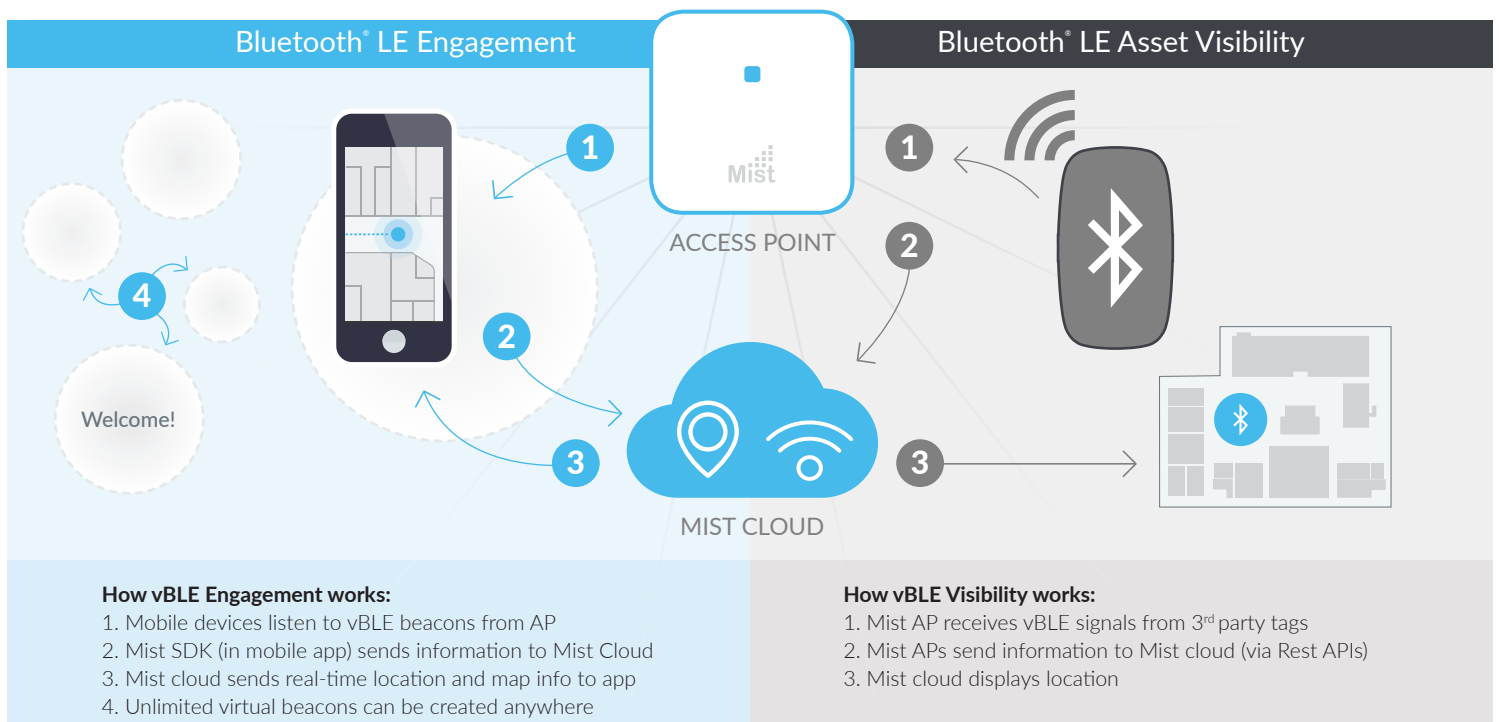 Bluetooth® LE Engagement
Bluetooth® LE Asset Visibility
Mist
ACCESS POINT
1
2
3
4
Welcome!
1
2
3
MIST CLOUD
How vBLE Engagement works:
1. Mobile devices listen to vBLE beacons from AP
2. Mist SDK (in mobile app) sends information to Mist Cloud
3. Mist cloud sends real-time location and map info to app
4. Unlimited virtual beacons can be created anywhere
How vBLE Visibility works:
1. Mist AP receives vBLE signals from 3rd party tags
2. Mist APs send information to Mist cloud (via Rest APIs)
3. Mist cloud displays location